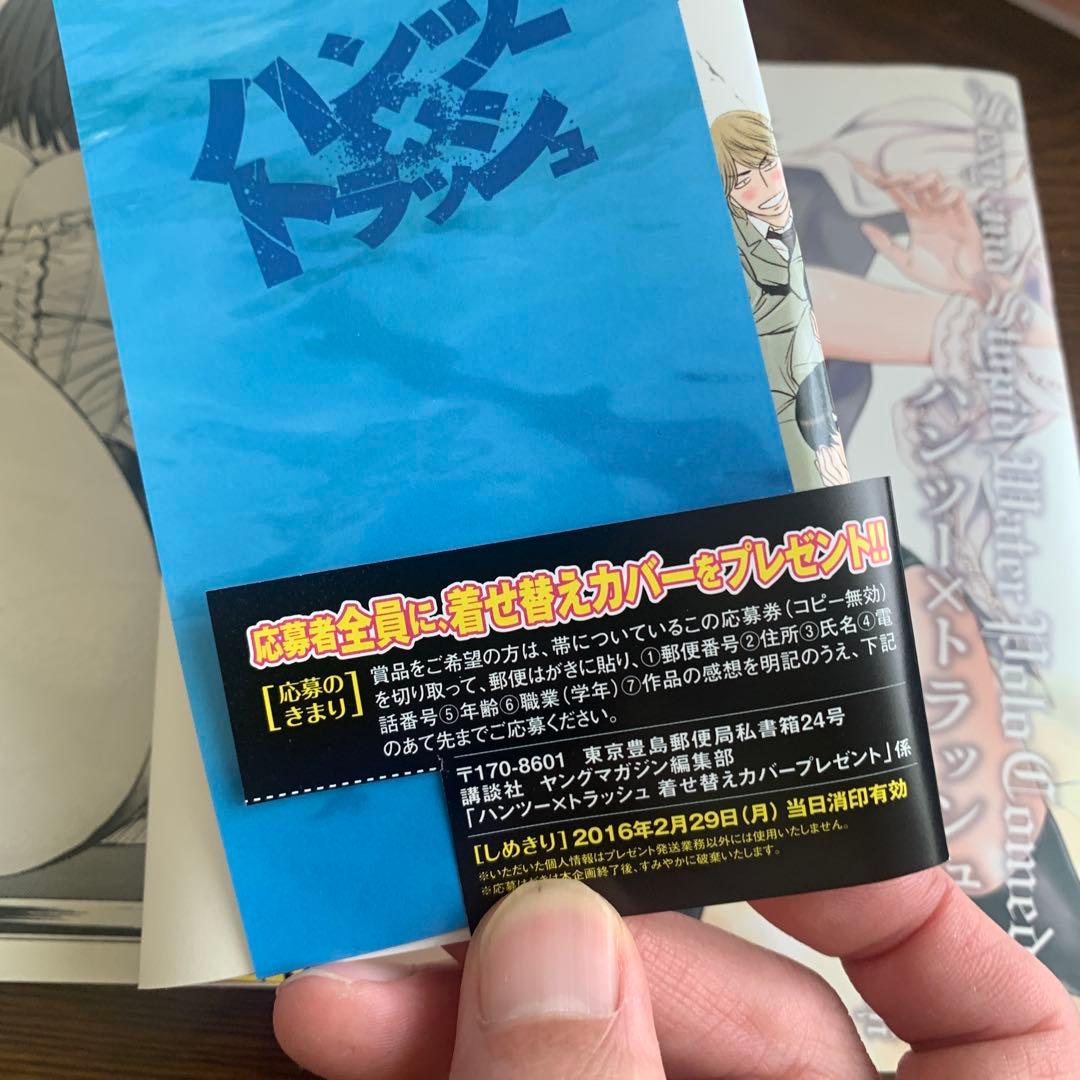 ハンツー
×
トラッシュ
応募者全員に、着せ替えカバーをプレゼント!!
[応募の
きまり]
賞品をご希望の方は、帯についているこの応募券(コピー無効)
を切り取って、郵便はがきに貼り、①郵便番号②住所③氏名④電
話番号⑤年齢⑥職業(学年)⑦作品の感想を明記のうえ、下記
のあて先までご応募ください。
〒170-8601 東京豊島郵便局私書箱24号
講談社 ヤングマガジン編集部
「ハンツー×トラッシュ 着せ替えカバープレゼント」係
[しめきり] 2016年2月29日(月) 当日消印有効
※いただいた個人情報はプレゼント発送業務以外には使用いたしません。
※応募はがきは本企画終了後、すみやかに破棄いたします。
Stupid Water Polo
ハンツー×トラッシュ